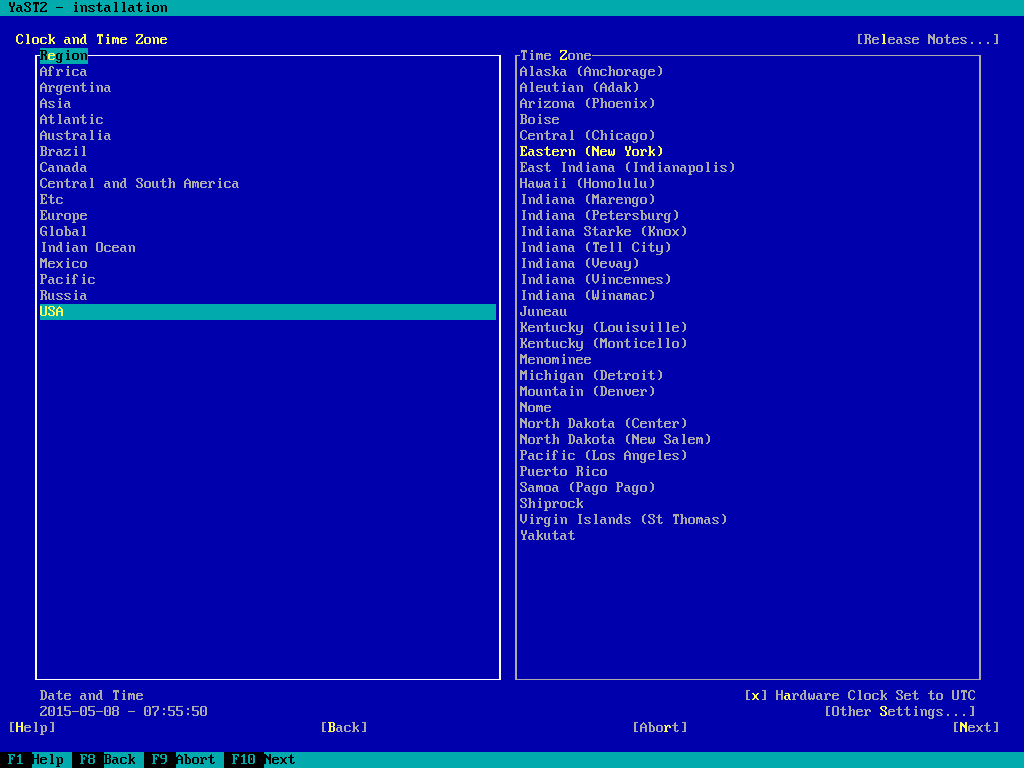 YaST2 - installation
Clock and Time Zone [Release Notes...]
Region
Africa
Argentina
Asia
Atlantic
Australia
Brazil
Canada
Central and South America
Etc
Europe
Global
Indian Ocean
Mexico
Pacific
Russia
USA
Time Zone
Alaska (Anchorage)
Aleutian (Adak)
Arizona (Phoenix)
Boise
Central (Chicago)
Eastern (New York)
East Indiana (Indianapolis)
Hawaii (Honolulu)
Indiana (Marengo)
Indiana (Petersburg)
Indiana Starke (Knox)
Indiana (Tell City)
Indiana (Vevay)
Indiana (Vincennes)
Indiana (Winamac)
Juneau
Kentucky (Louisville)
Kentucky (Monticello)
Menominee
Michigan (Detroit)
Mountain (Denver)
Nome
North Dakota (Center)
North Dakota (New Salem)
Pacific (Los Angeles)
Puerto Rico
Samoa (Pago Pago)
Shiprock
Virgin Islands (St Thomas)
Yakutat
Date and Time [x] Hardware Clock Set to UTC
2015-05-08 - 07:55:50 [Other Settings...]
[Help] [Back] [Abort] [Next]
F1 Help F8 Back F9 Abort F10 Next